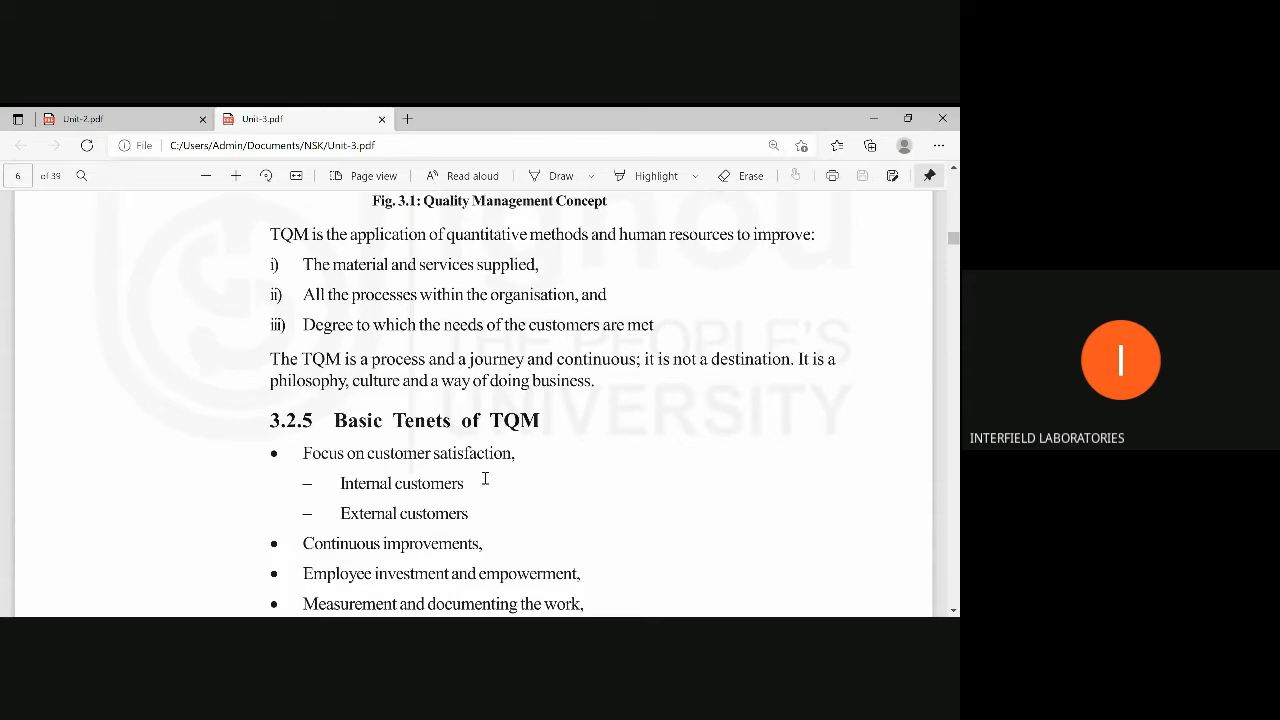 Unit-2.pdf
Unit-3.pdf
File
C:/Users/Admin/Documents/NSK/Unit-3.pdf
6 of 39
Page view
Read aloud
Draw
Highlight
Erase
Fig. 3.1: Quality Management Concept
TQM is the application of quantitative methods and human resources to improve:
i) The material and services supplied,
ii) All the processes within the organisation, and
iii) Degree to which the needs of the customers are met
The TQM is a process and a journey and continuous; it is not a destination. It is a
philosophy, culture and a way of doing business.
3.2.5 Basic Tenets of TQM
• Focus on customer satisfaction,
– Internal customers
– External customers
• Continuous improvements,
• Employee investment and empowerment,
• Measurement and documenting the work,
THE PEOPLE'S
UNIVERSITY
I
INTERFIELD LABORATORIES